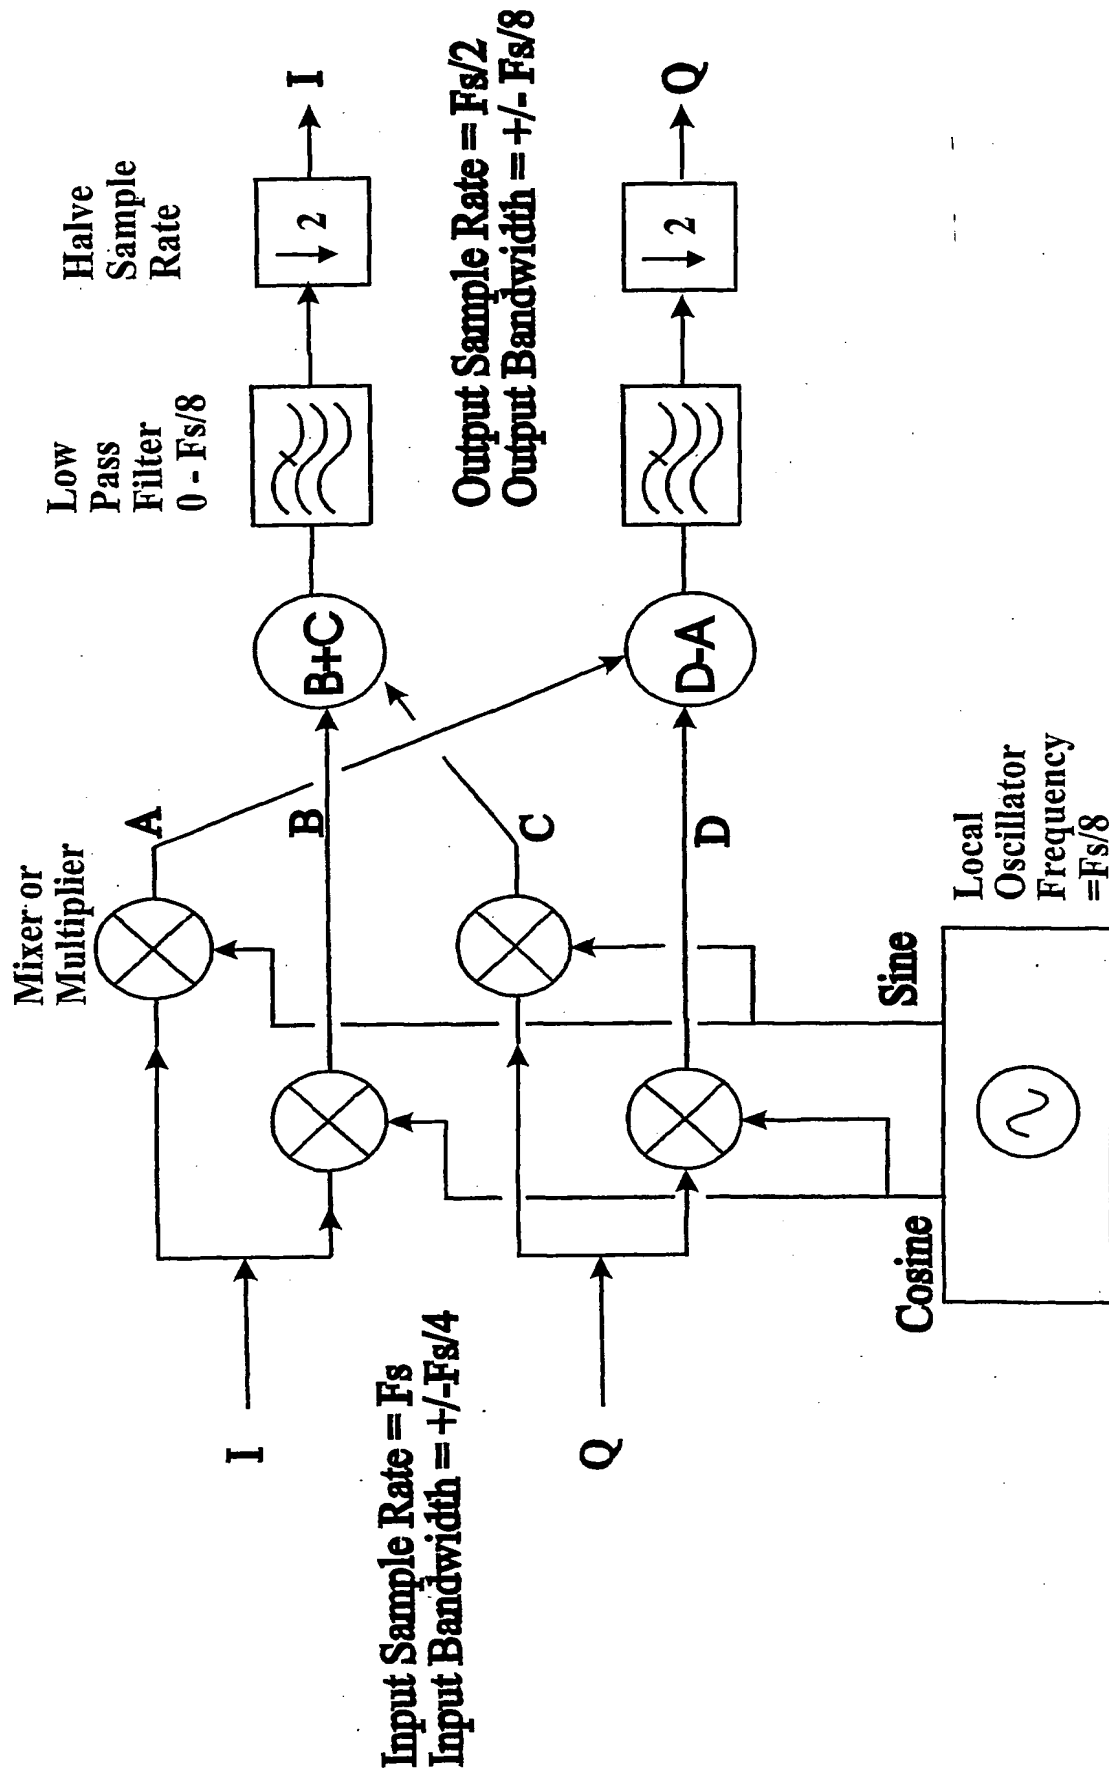 Mixer or
Multiplier
Low
Pass
Filter
0 - Fs/8
Halve
Sample
Rate
I
A
B
B+C
↓ 2
I
Input Sample Rate = Fs
Input Bandwidth = +/-Fs/4
Output Sample Rate = Fs/2
Output Bandwidth = +/- Fs/8
Q
C
D
D-A
↓ 2
Q
Cosine
Sine
Local
Oscillator
Frequency
=Fs/8